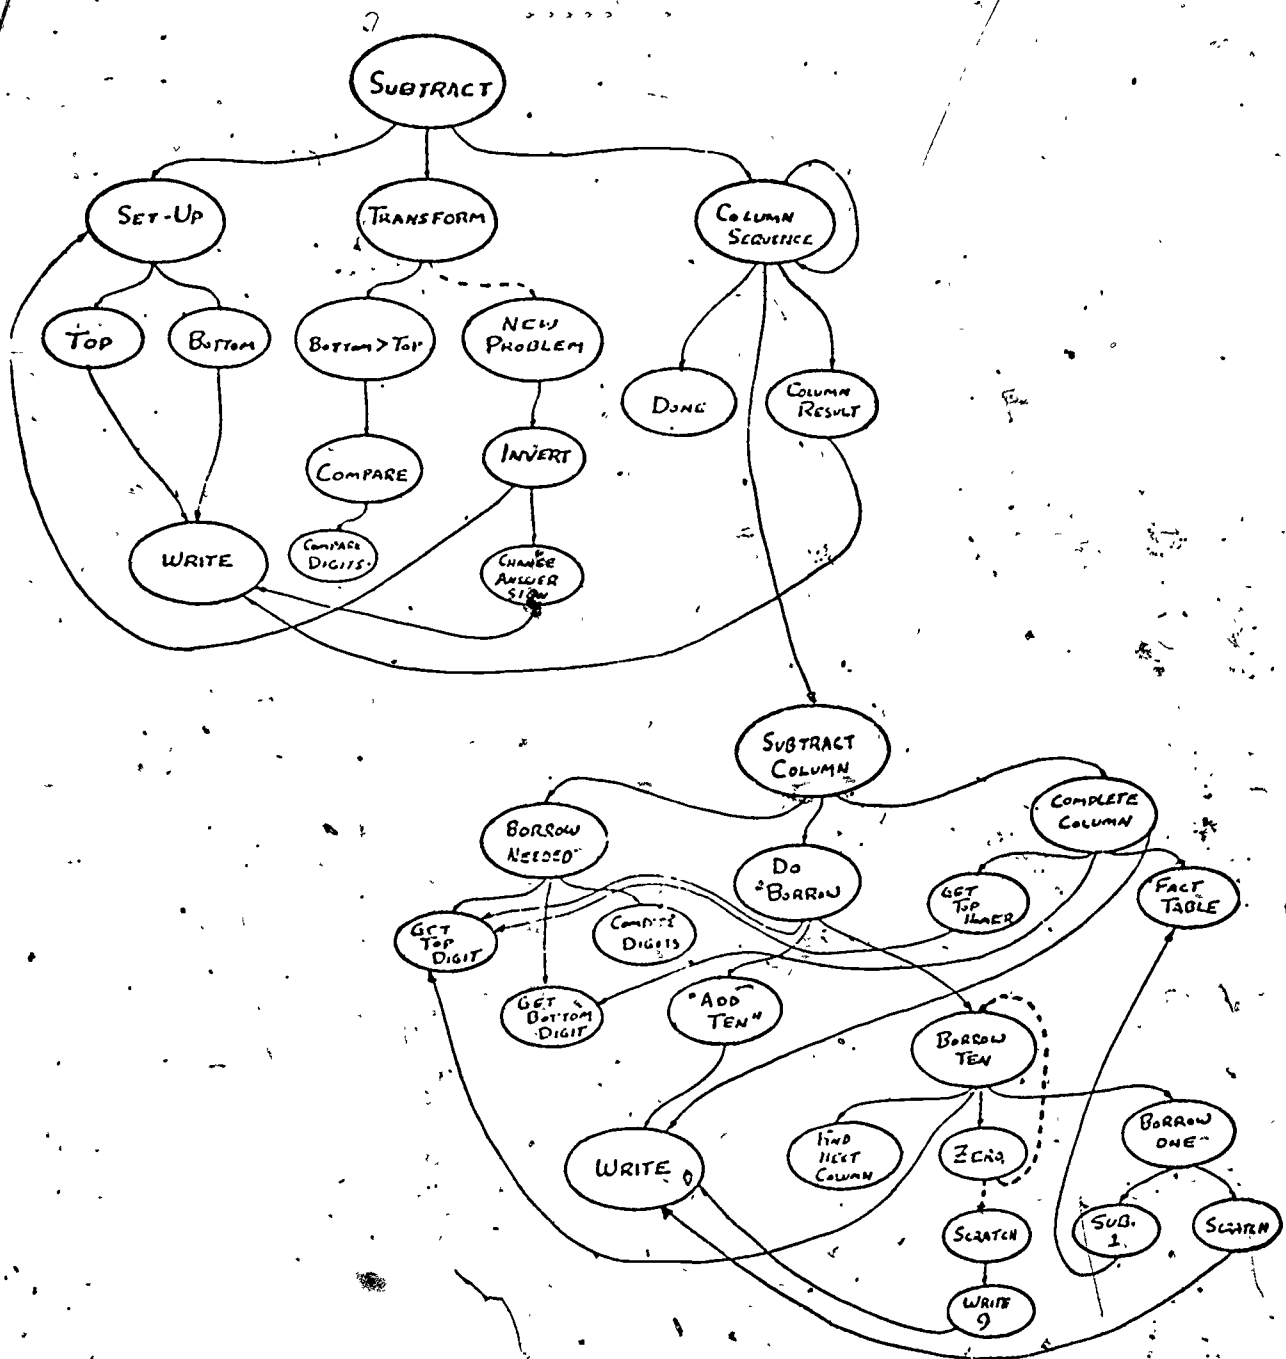 SUBTRACT
SET-UP
TRANSFORM
COLUMN
SEQUENCE
TOP
BOTTOM
BOTTOM>TOP
NEW
PROBLEM
DONE
COLUMN
RESULT
COMPARE
INVERT
WRITE
COMPARE
DIGITS
CHANGE
ANSWER
SIGN
SUBTRACT
COLUMN
BORROW
NEEDED
DO
"BORROW
COMPLETE
COLUMN
GET
TOP
DIGIT
DIGITS
GET
TOP
FACT
TABLE
GET
BOTTOM
DIGIT
"ADD
TEN"
BORROW
TEN
WRITE
FIND
NEXT
COLUMN
ZERO
BORROW
ONE
SCRATCH
SUB.
1
SCRATCH
WRITE
9